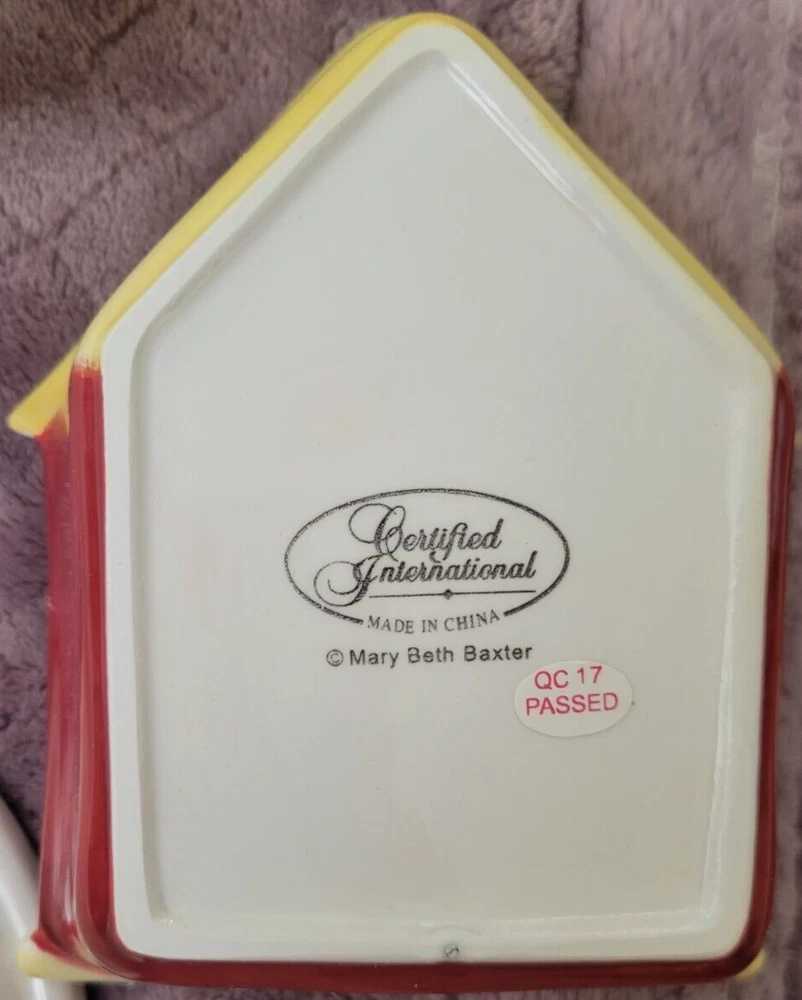 Certified
International
MADE IN CHINA
© Mary Beth Baxter
QC 17
PASSED